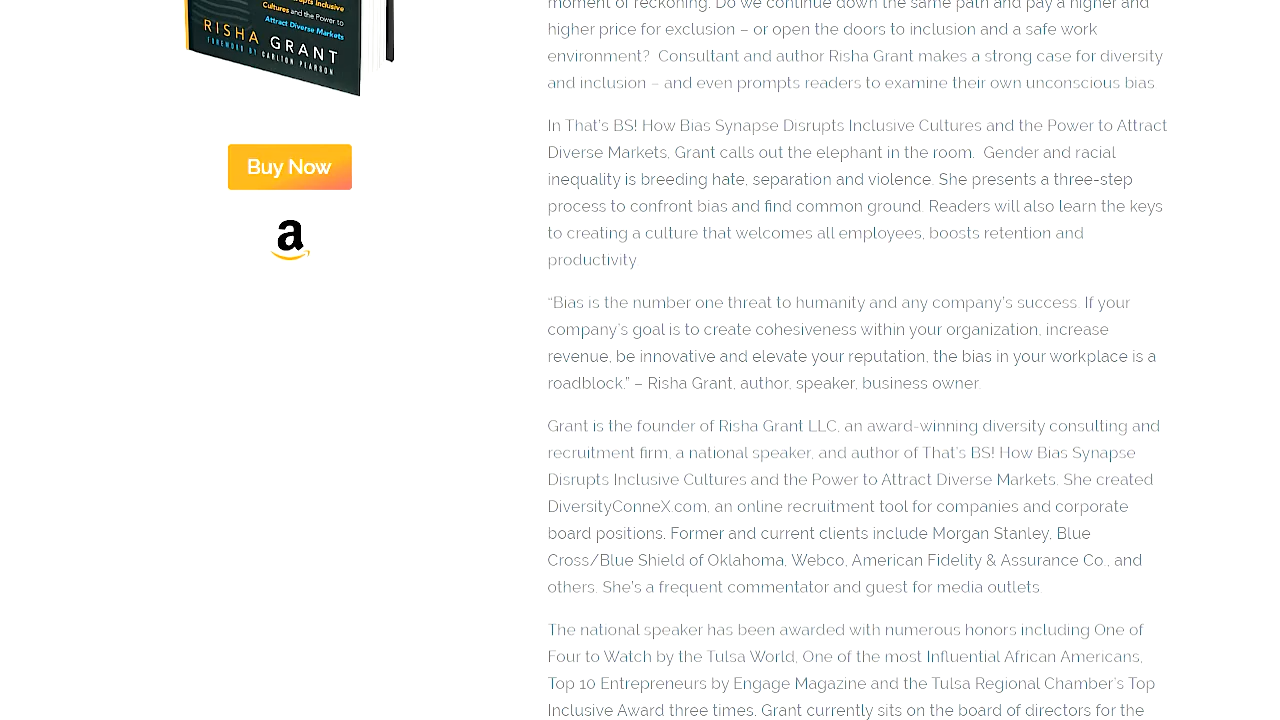 Disrupts Inclusive
Cultures and the Power to
Attract Diverse Markets
RISHA GRANT
FOREWORD BY CARLTON PEARSON
Buy Now
a
moment of reckoning. Do we continue down the same path and pay a higher and
higher price for exclusion – or open the doors to inclusion and a safe work
environment?  Consultant and author Risha Grant makes a strong case for diversity
and inclusion – and even prompts readers to examine their own unconscious bias.
In That's BS! How Bias Synapse Disrupts Inclusive Cultures and the Power to Attract
Diverse Markets, Grant calls out the elephant in the room.  Gender and racial
inequality is breeding hate, separation and violence. She presents a three-step
process to confront bias and find common ground. Readers will also learn the keys
to creating a culture that welcomes all employees, boosts retention and
productivity.
“Bias is the number one threat to humanity and any company's success. If your
company's goal is to create cohesiveness within your organization, increase
revenue, be innovative and elevate your reputation, the bias in your workplace is a
roadblock.” – Risha Grant, author, speaker, business owner.
Grant is the founder of Risha Grant LLC, an award-winning diversity consulting and
recruitment firm, a national speaker, and author of That's BS! How Bias Synapse
Disrupts Inclusive Cultures and the Power to Attract Diverse Markets. She created
DiversityConneX.com, an online recruitment tool for companies and corporate
board positions. Former and current clients include Morgan Stanley, Blue
Cross/Blue Shield of Oklahoma, Webco, American Fidelity & Assurance Co., and
others. She's a frequent commentator and guest for media outlets.
The national speaker has been awarded with numerous honors including One of
Four to Watch by the Tulsa World, One of the most Influential African Americans,
Top 10 Entrepreneurs by Engage Magazine and the Tulsa Regional Chamber's Top
Inclusive Award three times. Grant currently sits on the board of directors for the